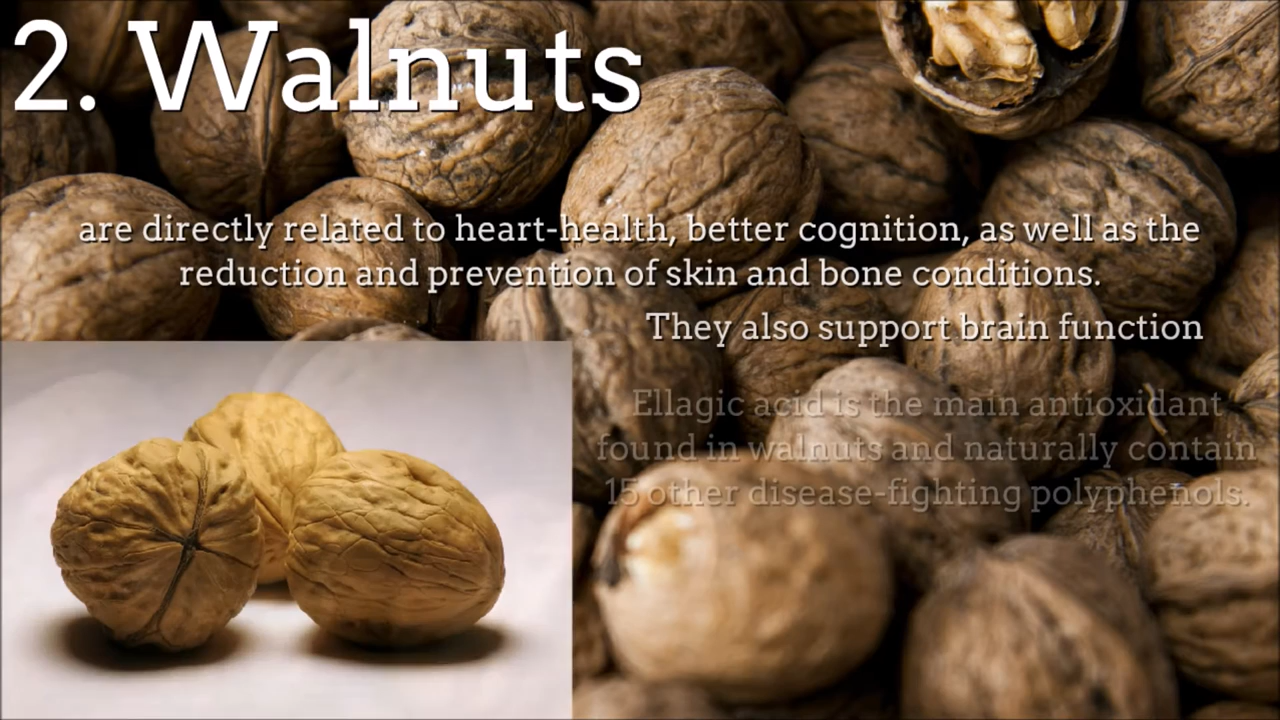 2. Walnuts
are directly related to heart-health, better cognition, as well as the
reduction and prevention of skin and bone conditions.
They also support brain function
Ellagic acid is the main antioxidant
found in walnuts and naturally contain
15 other disease-fighting polyphenols.